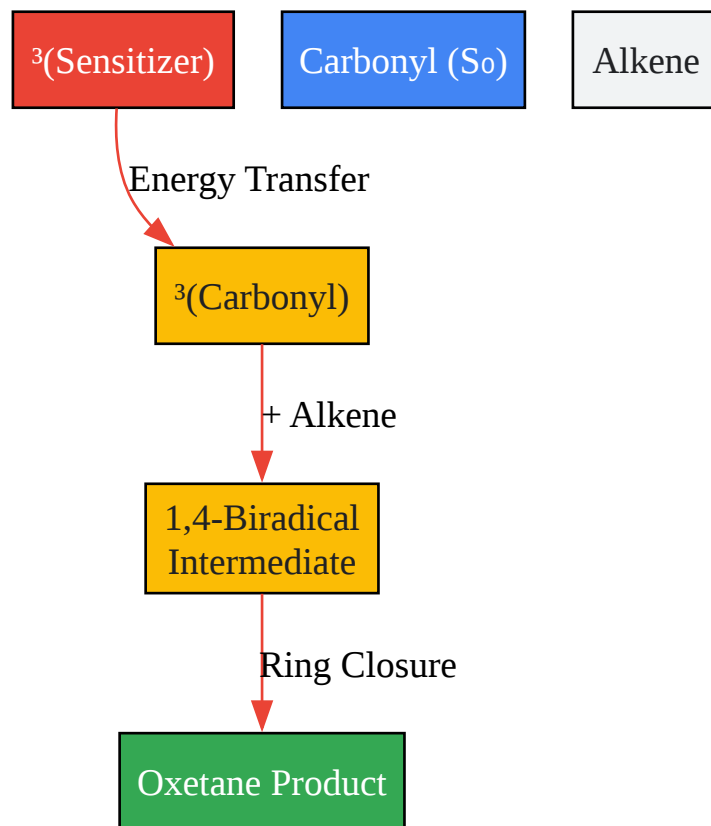 ³(Sensitizer)
Carbonyl (S₀)
Alkene
Energy Transfer
³(Carbonyl)
+ Alkene
1,4-Biradical
Intermediate
Ring Closure
Oxetane Product